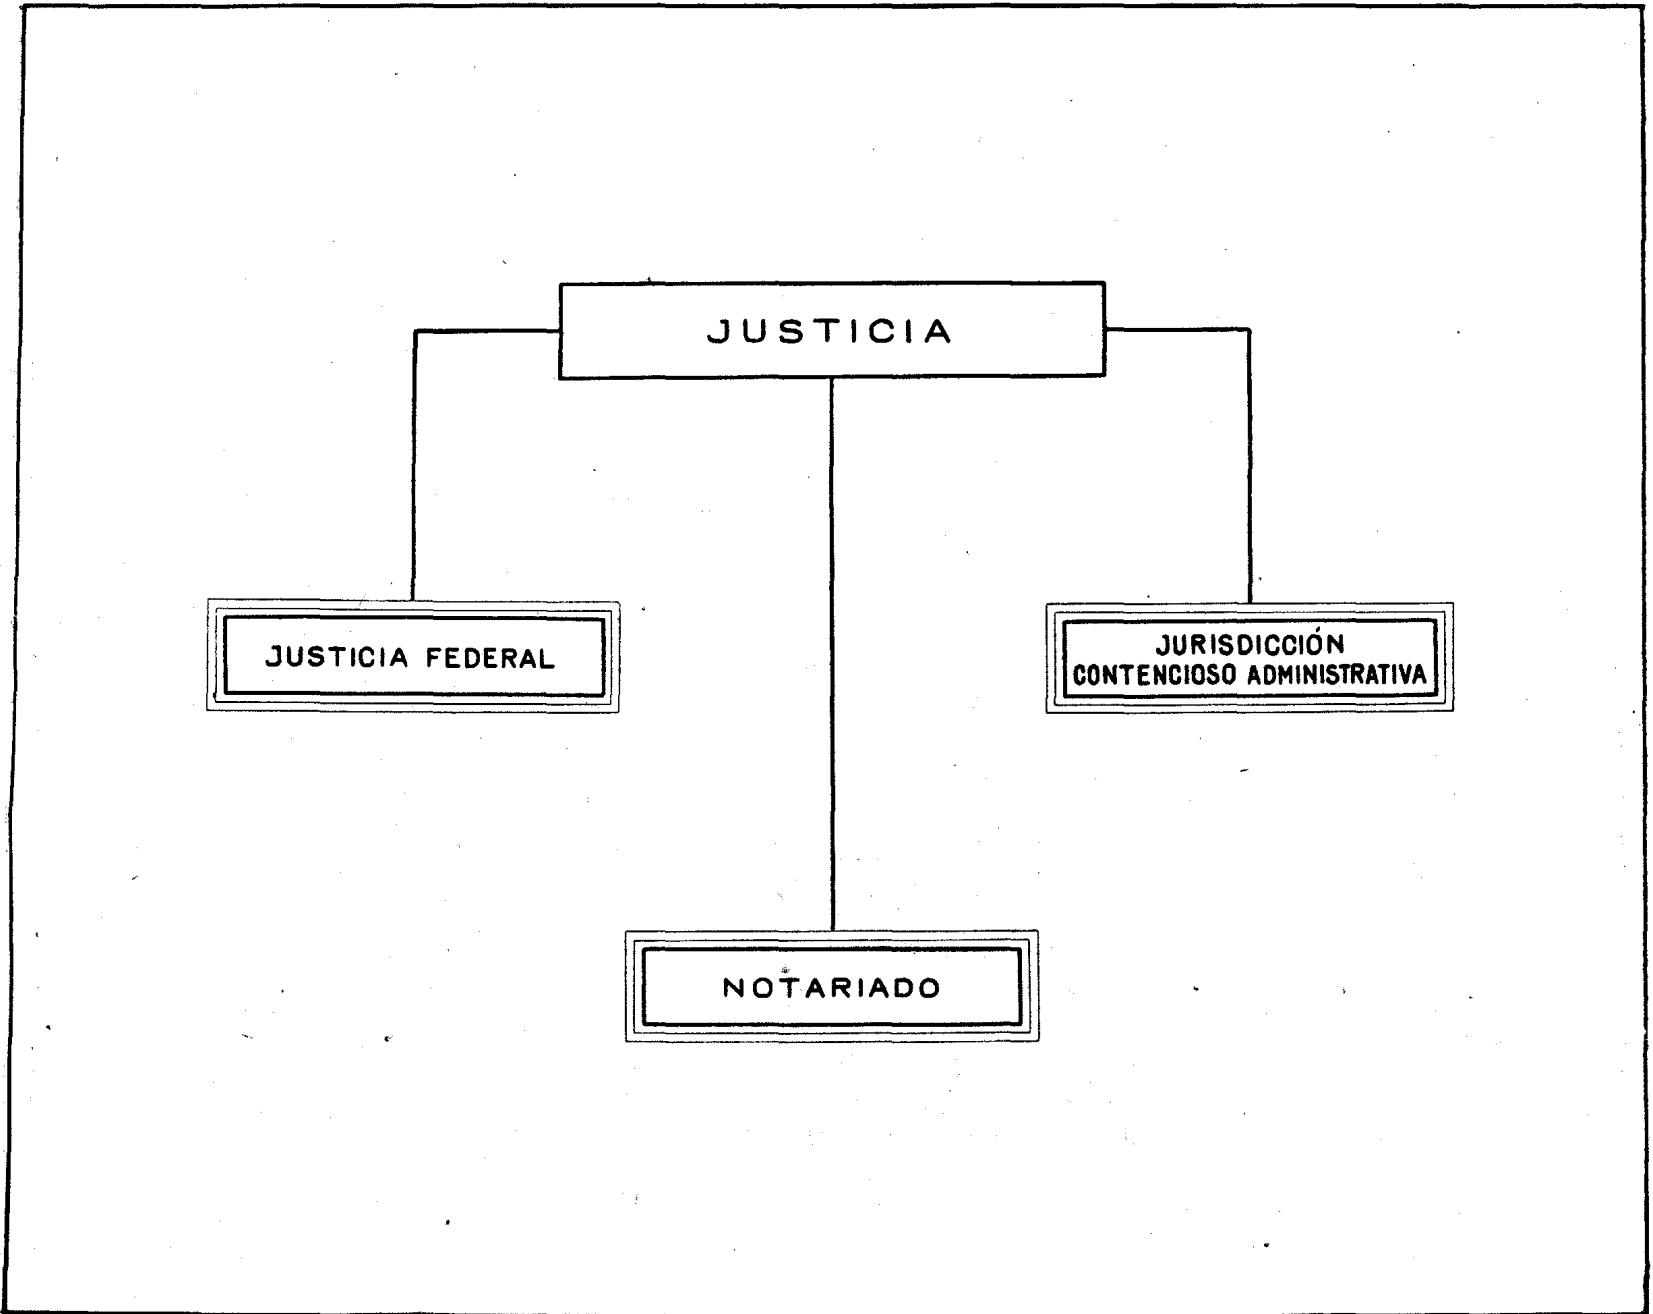 JUSTICIA
JUSTICIA FEDERAL
JURISDICCIÓN
CONTENCIOSO ADMINISTRATIVA
NOTARIADO